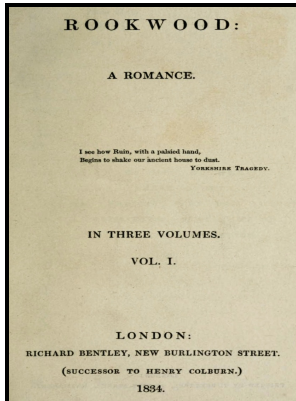 ROOKWOOD:
A ROMANCE.
I see how Ruin, with a palsied hand,
Begins to shake our ancient house to dust.
YORKSHIRE TRAGEDY.
IN THREE VOLUMES.
VOL. I.
LONDON:
RICHARD BENTLEY, NEW BURLINGTON STREET.
(SUCCESSOR TO HENRY COLBURN.)
1834.